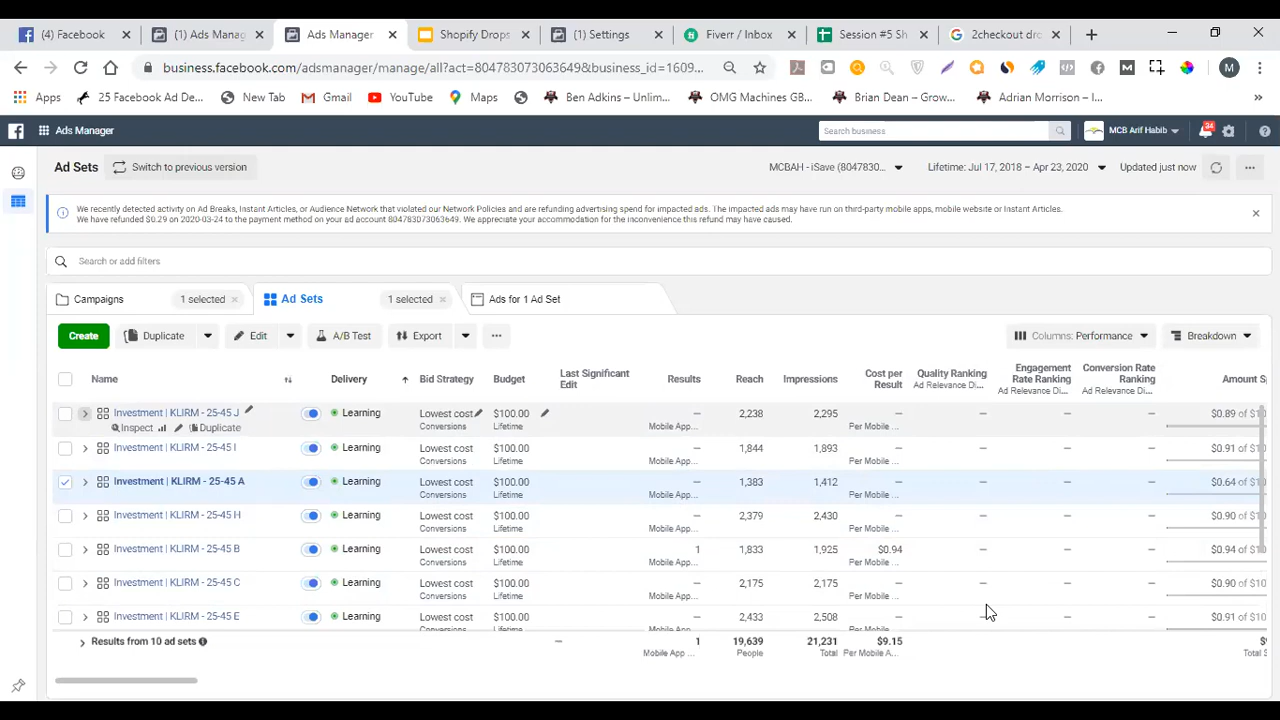 (4) Facebook
(1) Ads Manag
Ads Manager
Shopify Drops
(1) Settings
Fiverr / Inbox
Session #5 Sh
2checkout dro
business.facebook.com/adsmanager/manage/all?act=804783073063649&business_id=1609...
M
Apps
25 Facebook Ad De...
New Tab
Gmail
YouTube
Maps
Ben Adkins – Unlim...
OMG Machines GB...
Brian Dean – Grow...
Adrian Morrison – I...
Ads Manager
Search business
MCB Arif Habib
34
Ad Sets
Switch to previous version
MCBAH - iSave (8047830...
Lifetime: Jul 17, 2018 – Apr 23, 2020
Updated just now
We recently detected activity on Ad Breaks, Instant Articles, or Audience Network that violated our Network Policies and are refunding advertising spend for impacted ads. The impacted ads may have run on third-party mobile apps, mobile website or Instant Articles.
We have refunded $0.29 on 2020-03-24 to the payment method on your ad account 804783073063649. We appreciate your accommodation for the inconvenience this refund may have caused.
Search or add filters
Campaigns
1 selected
Ad Sets
1 selected
Ads for 1 Ad Set
Create
Duplicate
Edit
A/B Test
Export
Columns: Performance
Breakdown
Name
Delivery
Bid Strategy
Budget
Last Significant
Edit
Results
Reach
Impressions
Cost per
Result
Quality Ranking
Ad Relevance Di...
Engagement
Rate Ranking
Ad Relevance Di...
Conversion Rate
Ranking
Ad Relevance Di...
Amount S
Investment | KLIRM - 25-45 J
Learning
Lowest cost
$100.00
—
2,238
2,295
—
—
—
—
$0.89 of $1
Inspect
Duplicate
Conversions
Lifetime
Mobile App...
Per Mobile ...
Investment | KLIRM - 25-45 I
Learning
Lowest cost
$100.00
—
1,844
1,893
—
—
—
—
$0.91 of $1
Conversions
Lifetime
Mobile App...
Per Mobile ...
Investment | KLIRM - 25-45 A
Learning
Lowest cost
$100.00
—
1,383
1,412
—
—
—
—
$0.64 of $1
Conversions
Lifetime
Mobile App...
Per Mobile ...
Investment | KLIRM - 25-45 H
Learning
Lowest cost
$100.00
—
2,379
2,430
—
—
—
—
$0.90 of $1
Conversions
Lifetime
Mobile App...
Per Mobile ...
Investment | KLIRM - 25-45 B
Learning
Lowest cost
$100.00
1
1,833
1,925
$0.94
—
—
—
$0.94 of $10
Conversions
Lifetime
Mobile App...
Per Mobile ...
Investment | KLIRM - 25-45 C
Learning
Lowest cost
$100.00
—
2,175
2,175
—
—
—
—
$0.90 of $10
Conversions
Lifetime
Mobile App...
Per Mobile ...
Investment | KLIRM - 25-45 E
Learning
Lowest cost
$100.00
—
2,433
2,508
—
—
—
—
$0.91 of $10
Conversions
Lifetime
Mobile App...
Per Mobile ...
Results from 10 ad sets
—
1
19,639
21,231
$9.15
Mobile App ...
People
Total
Per Mobile A...
Total S